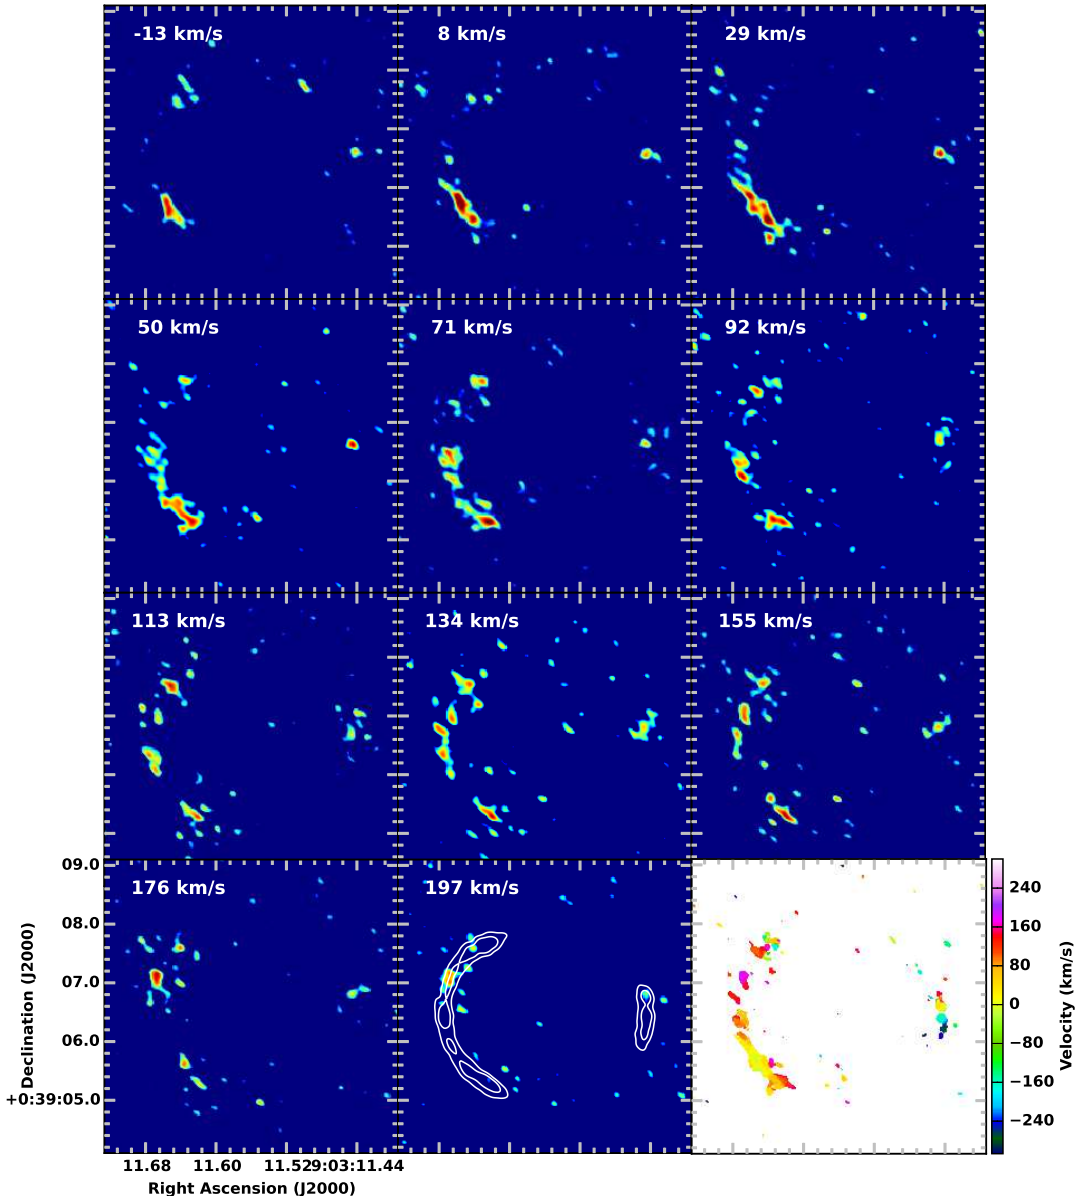 -13 km/s
8 km/s
29 km/s
50 km/s
71 km/s
92 km/s
113 km/s
134 km/s
155 km/s
176 km/s
197 km/s
09.0
08.0
07.0
06.0
+0:39:05.0
Declination (J2000)
11.68
11.60
11.52
9:03:11.44
Right Ascension (J2000)
240
160
80
0
−80
−160
−240
Velocity (km/s)